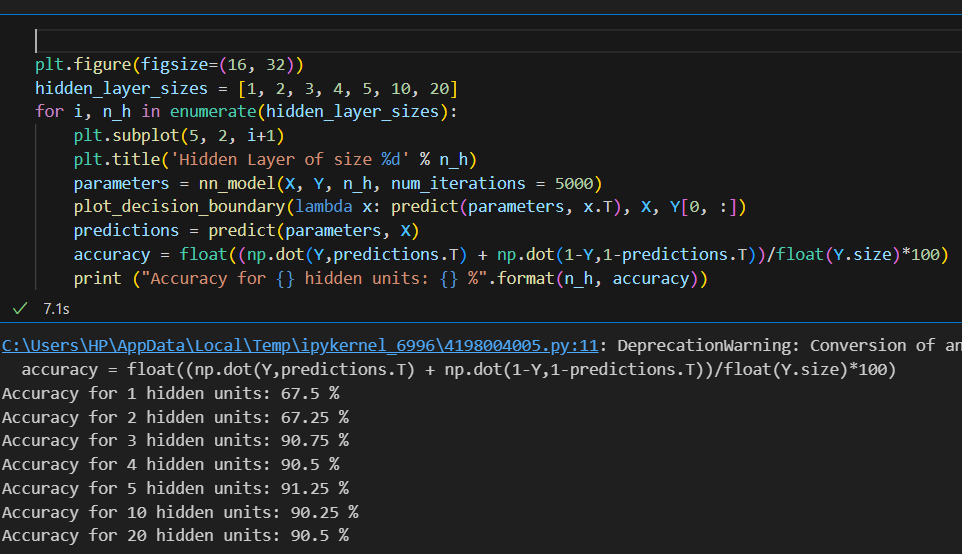 plt.figure(figsize=(16, 32))
hidden_layer_sizes = [1, 2, 3, 4, 5, 10, 20]
for i, n_h in enumerate(hidden_layer_sizes):
    plt.subplot(5, 2, i+1)
    plt.title('Hidden Layer of size %d' % n_h)
    parameters = nn_model(X, Y, n_h, num_iterations = 5000)
    plot_decision_boundary(lambda x: predict(parameters, x.T), X, Y[0, :])
    predictions = predict(parameters, X)
    accuracy = float((np.dot(Y,predictions.T) + np.dot(1-Y,1-predictions.T))/float(Y.size)*100)
    print ("Accuracy for {} hidden units: {} %".format(n_h, accuracy))
7.1s
C:\Users\HP\AppData\Local\Temp\ipykernel_6996\4198004005.py:11: DeprecationWarning: Conversion of an
  accuracy = float((np.dot(Y,predictions.T) + np.dot(1-Y,1-predictions.T))/float(Y.size)*100)
Accuracy for 1 hidden units: 67.5 %
Accuracy for 2 hidden units: 67.25 %
Accuracy for 3 hidden units: 90.75 %
Accuracy for 4 hidden units: 90.5 %
Accuracy for 5 hidden units: 91.25 %
Accuracy for 10 hidden units: 90.25 %
Accuracy for 20 hidden units: 90.5 %